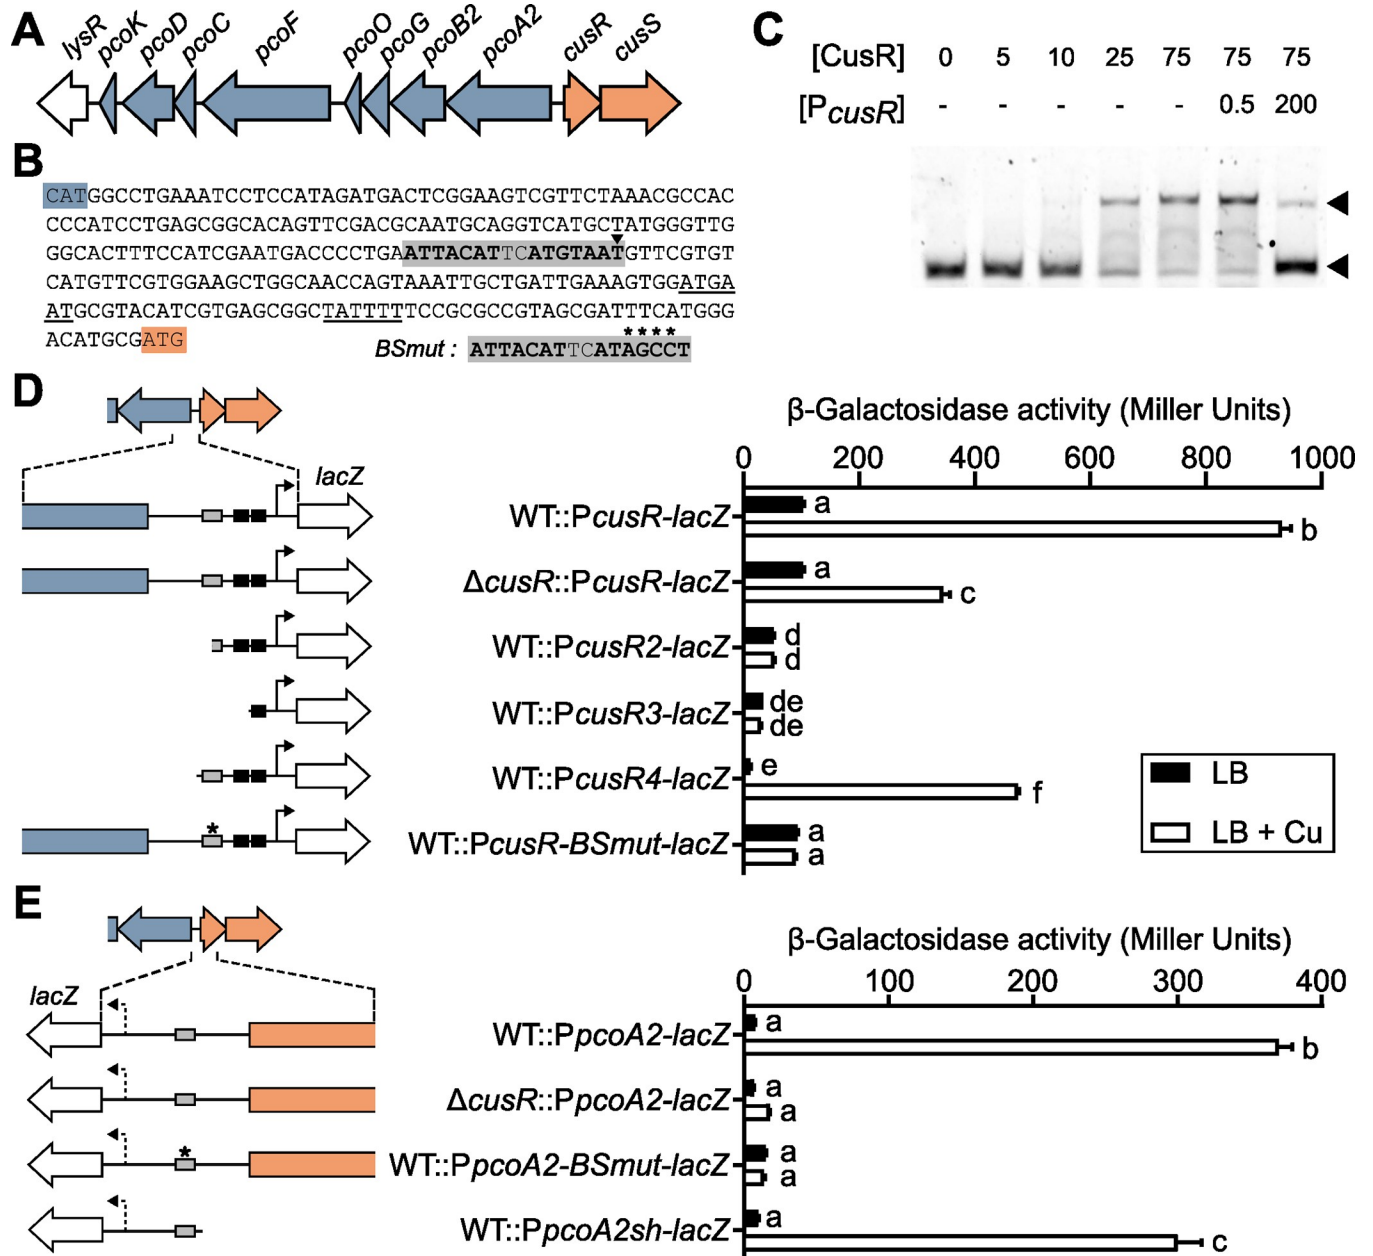 A
lysR pcoK pcoD pcoC pcoF pcoO pcoG pcoB2 pcoA2 cusR cusS
B
CATGGCCTGAAATCCTCCATAGATGACTCGGAAGTCGTTCTAAACGCCAC
CCCATCCTGAGCGGCACAGTTCGACGCAATGCAGGTCATGCTATGGGTTG
GGCACTTTCCATCGAATGACCCCTGAATTACATTCATGTAATGTTCGTGT
CATGTTCGTGGAAGCTGGCAACCAGTAAATTGCTGATTGAAAGTGGATGA
ATGCGTACATCGTGAGCGGCTATTTTTCCGCGCCGTAGCGATTTCATGGG
ACATGCGATG
****
BSmut : ATTACATTCATAGCCT
C
[CusR] 0 5 10 25 75 75 75
[PcusR] - - - - - 0.5 200
D
lacZ
*
β-Galactosidase activity (Miller Units)
0 200 400 600 800 1000
WT::PcusR-lacZ a
b
ΔcusR::PcusR-lacZ a
c
WT::PcusR2-lacZ d
d
WT::PcusR3-lacZ de
de
WT::PcusR4-lacZ e
f
WT::PcusR-BSmut-lacZ a
a
LB
LB + Cu
E
lacZ
*
β-Galactosidase activity (Miller Units)
0 100 200 300 400
WT::PpcoA2-lacZ a
b
ΔcusR::PpcoA2-lacZ a
a
WT::PpcoA2-BSmut-lacZ a
a
WT::PpcoA2sh-lacZ a
c